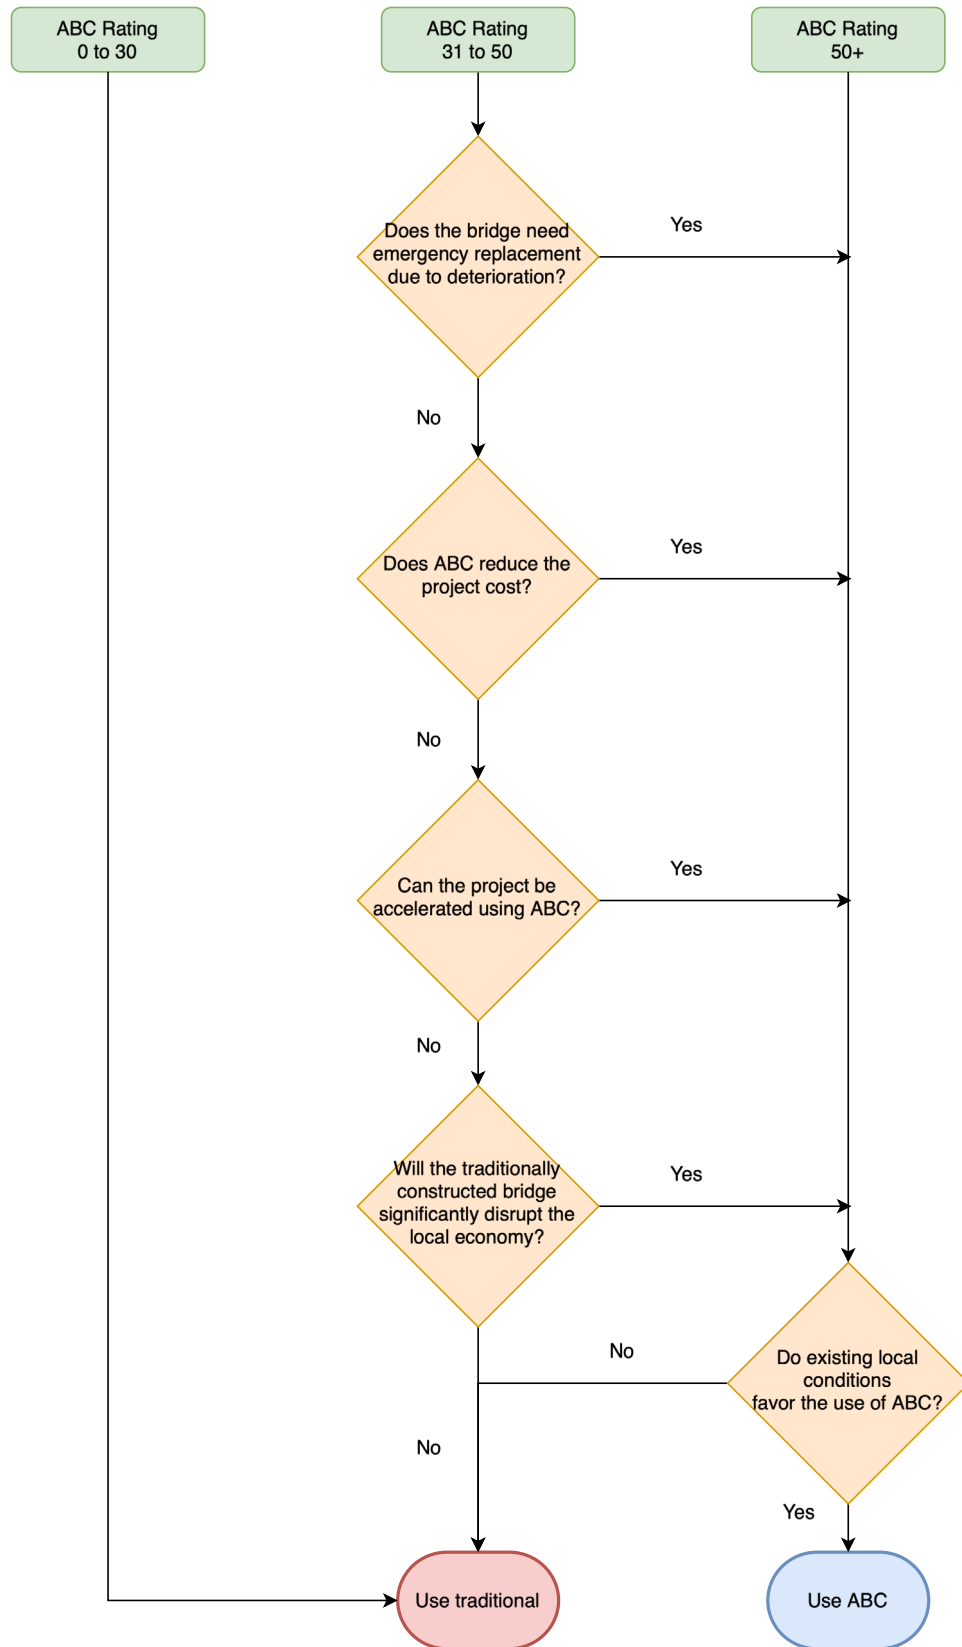 ABC Rating
0 to 30
ABC Rating
31 to 50
ABC Rating
50+
Does the bridge need
emergency replacement
due to deterioration?
Yes
No
Does ABC reduce the
project cost?
Yes
No
Can the project be
accelerated using ABC?
Yes
No
Will the traditionally
constructed bridge
significantly disrupt the
local economy?
Yes
No
Do existing local
conditions
favor the use of ABC?
No
Yes
Use traditional
Use ABC